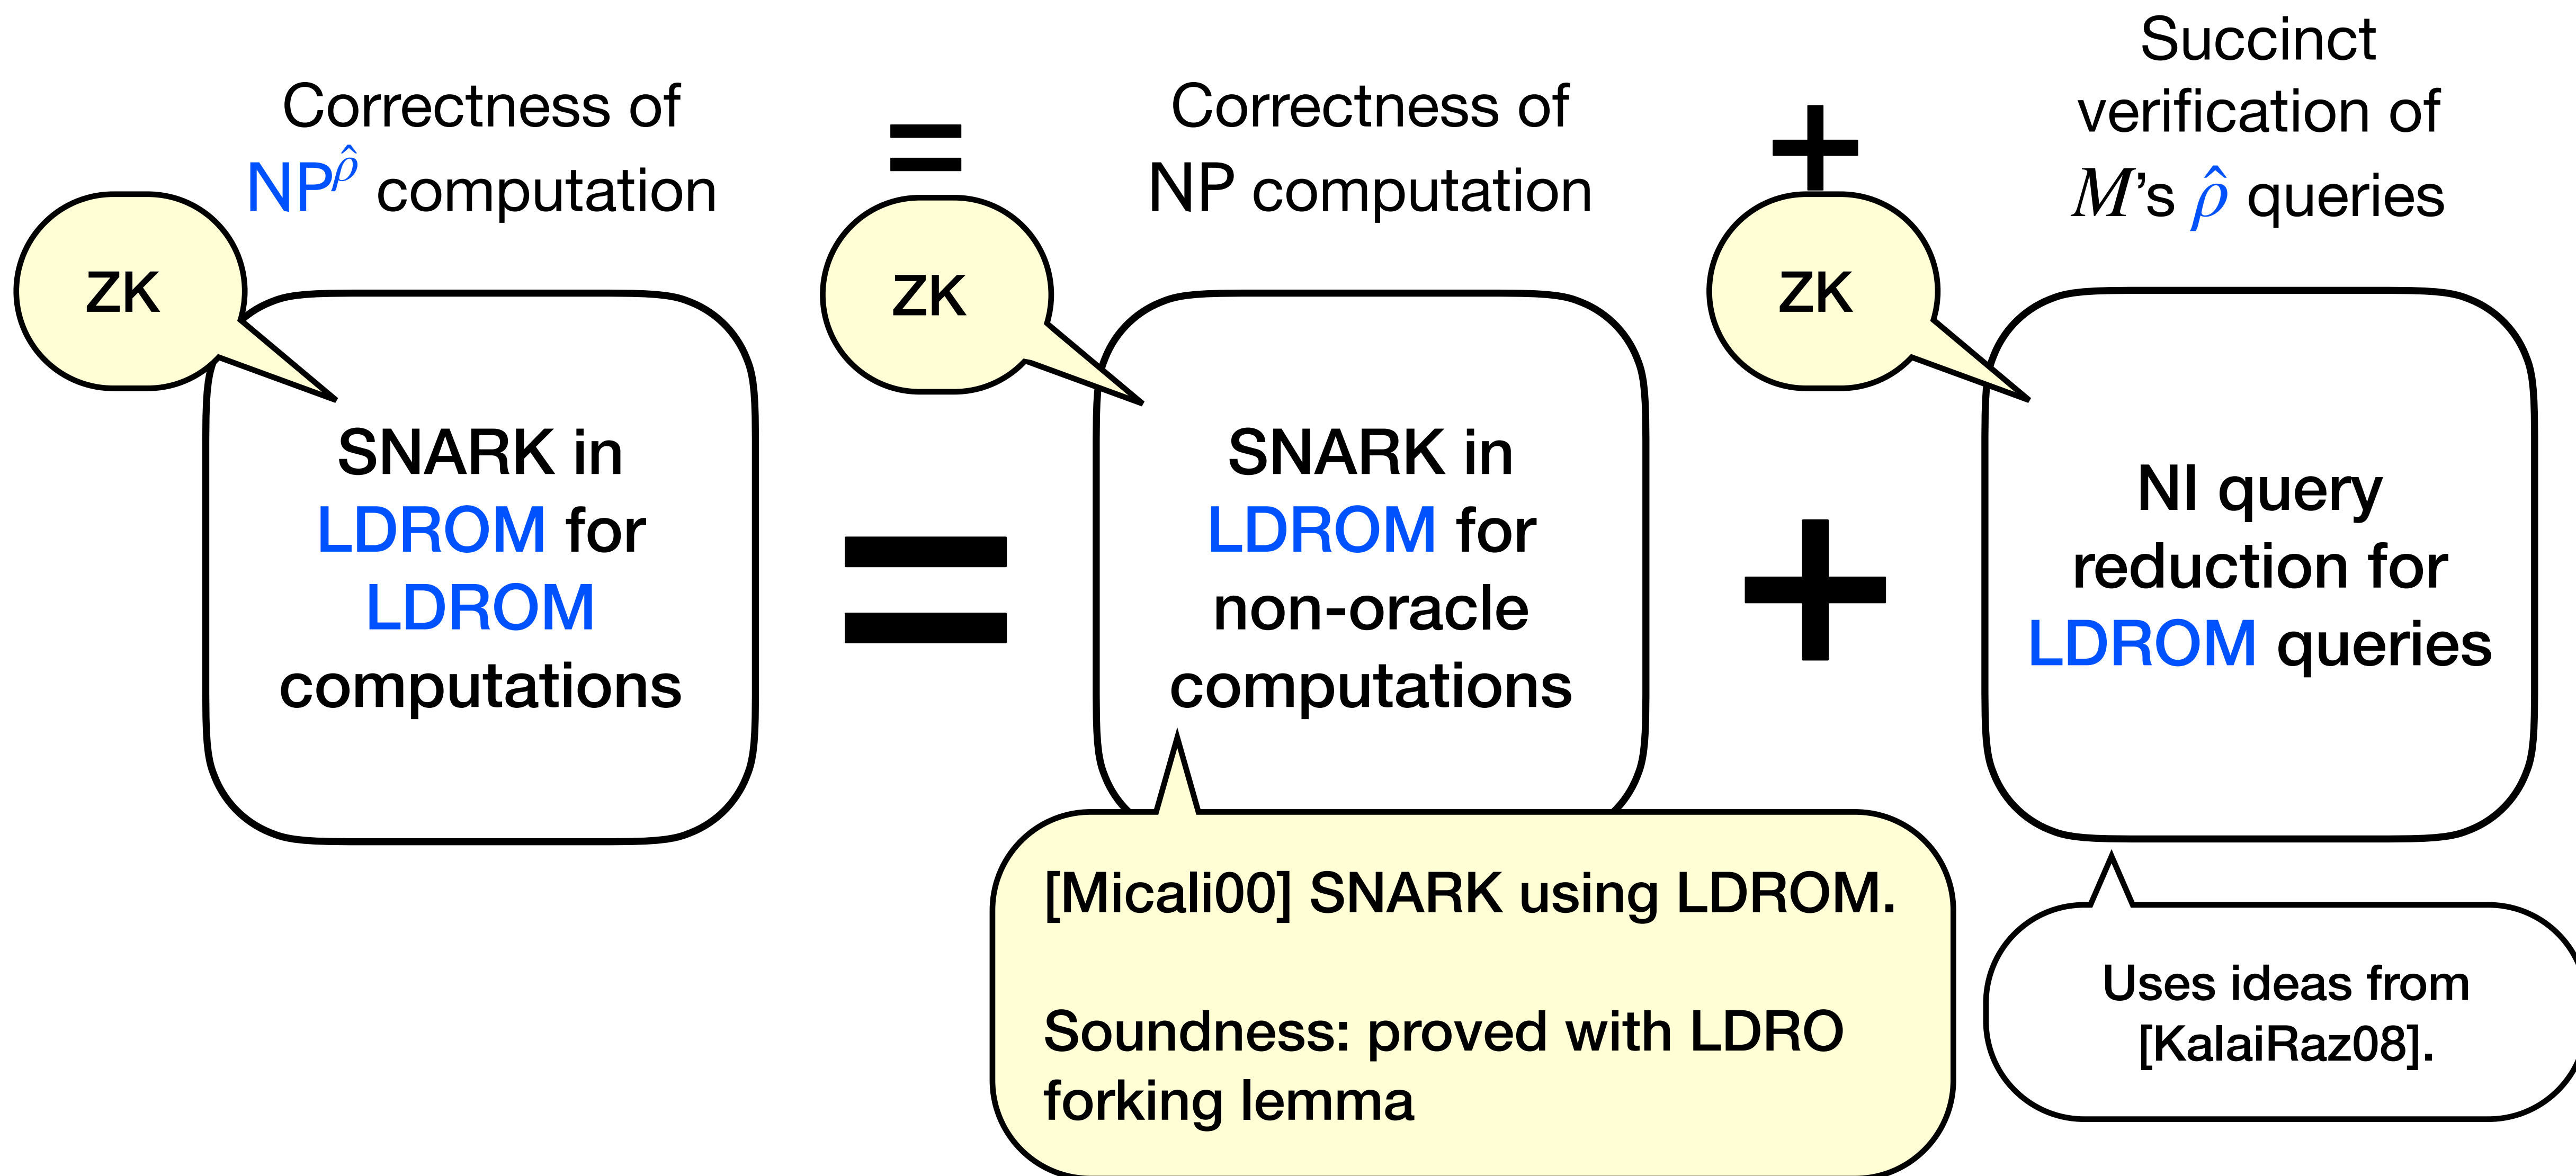 Correctness of
NP^ρ̂ computation
=
Correctness of
NP computation
+
Succinct
verification of
M's ρ̂ queries
ZK
SNARK in
LDROM for
LDROM
computations
=
ZK
SNARK in
LDROM for
non-oracle
computations
+
ZK
NI query
reduction for
LDROM queries
[Micali00] SNARK using LDROM.
Soundness: proved with LDRO
forking lemma
Uses ideas from
[KalaiRaz08].